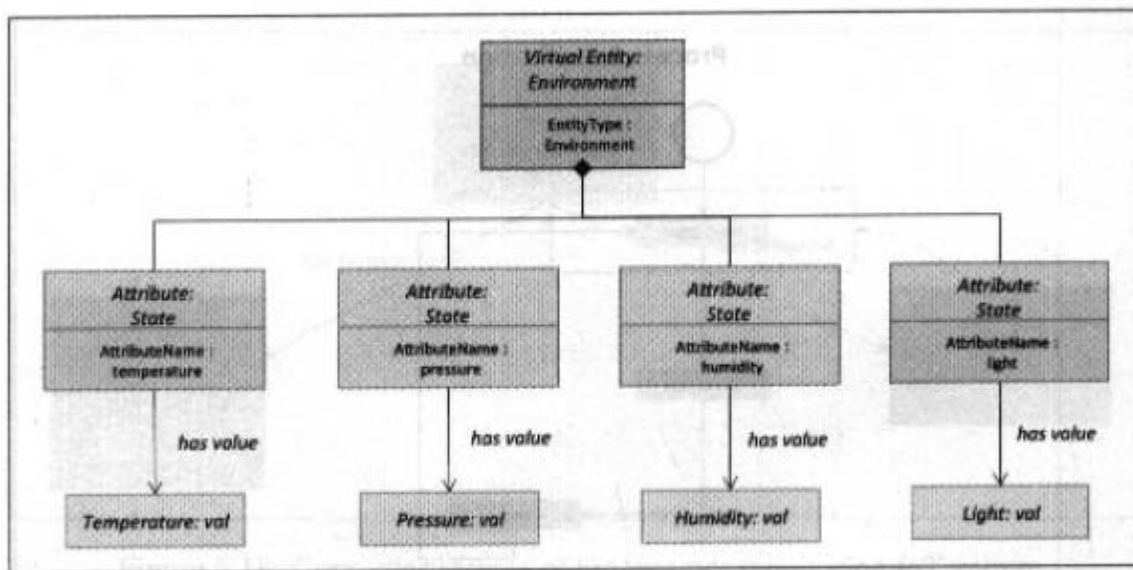 Virtual Entity:
Environment
EntityType :
Environment
Attribute:
State
AttributeName :
temperature
Attribute:
State
AttributeName :
pressure
Attribute:
State
AttributeName :
humidity
Attribute:
State
AttributeName :
light
has value
has value
has value
has value
Temperature: val
Pressure: val
Humidity: val
Light: val